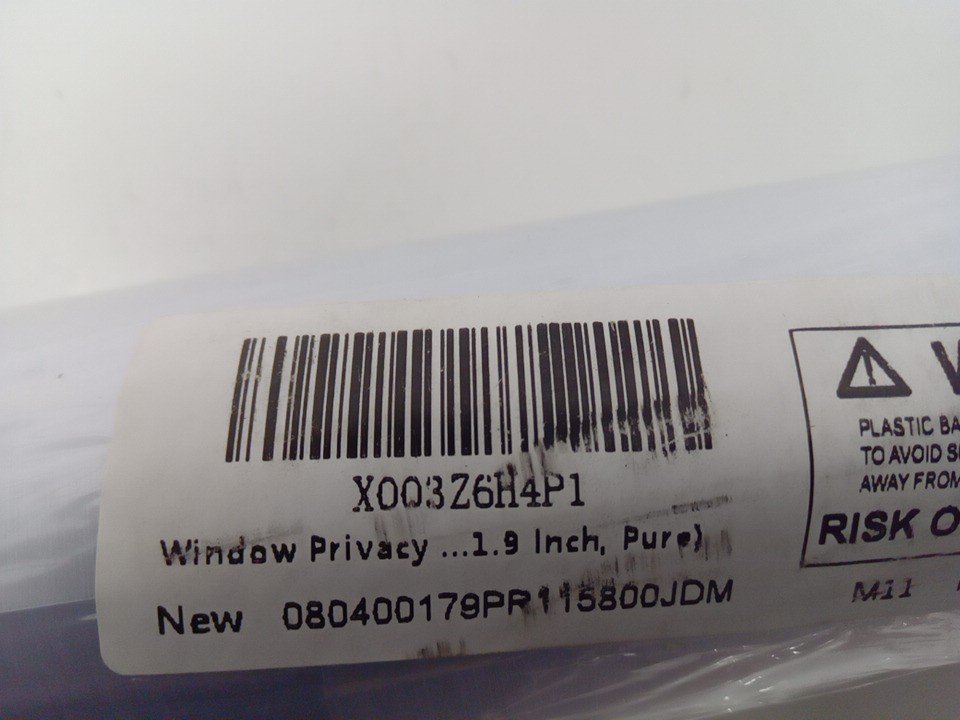 X003Z6H4P1
Window Privacy ...1.9 Inch, Pure)
New 080400179PR115800JDM
PLASTIC BA
TO AVOID S
AWAY FROM
RISK O
M11